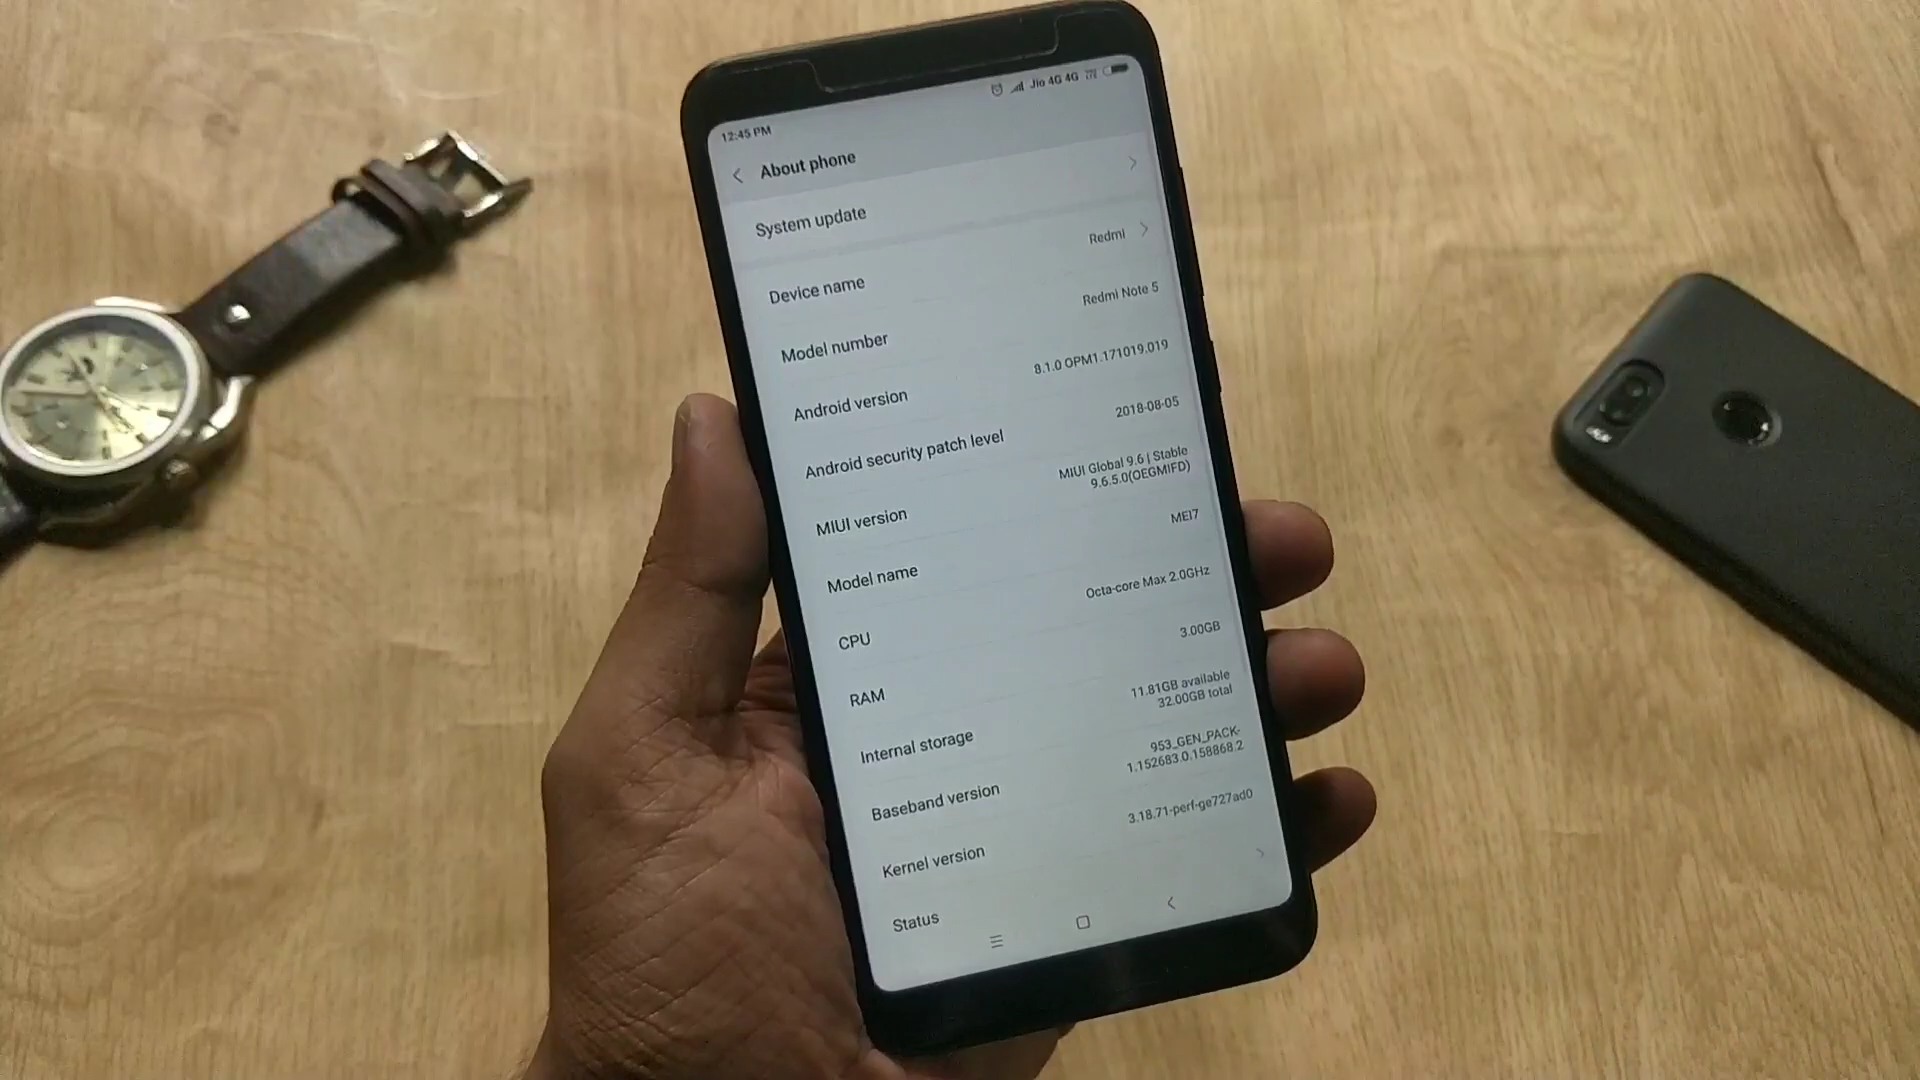 12:45 PM
Jio 4G 4G
About phone
System update
Device name
Redmi
Model number
Redmi Note 5
Android version
8.1.0 OPM1.171019.019
Android security patch level
2018-08-05
MIUI version
MIUI Global 9.6 | Stable
9.6.5.0(OEGMIFD)
Model name
MEI7
CPU
Octa-core Max 2.0GHz
RAM
3.00GB
Internal storage
11.81GB available
32.00GB total
Baseband version
953_GEN_PACK-
1.152683.0.158868.2
Kernel version
3.18.71-perf-ge727ad0
Status